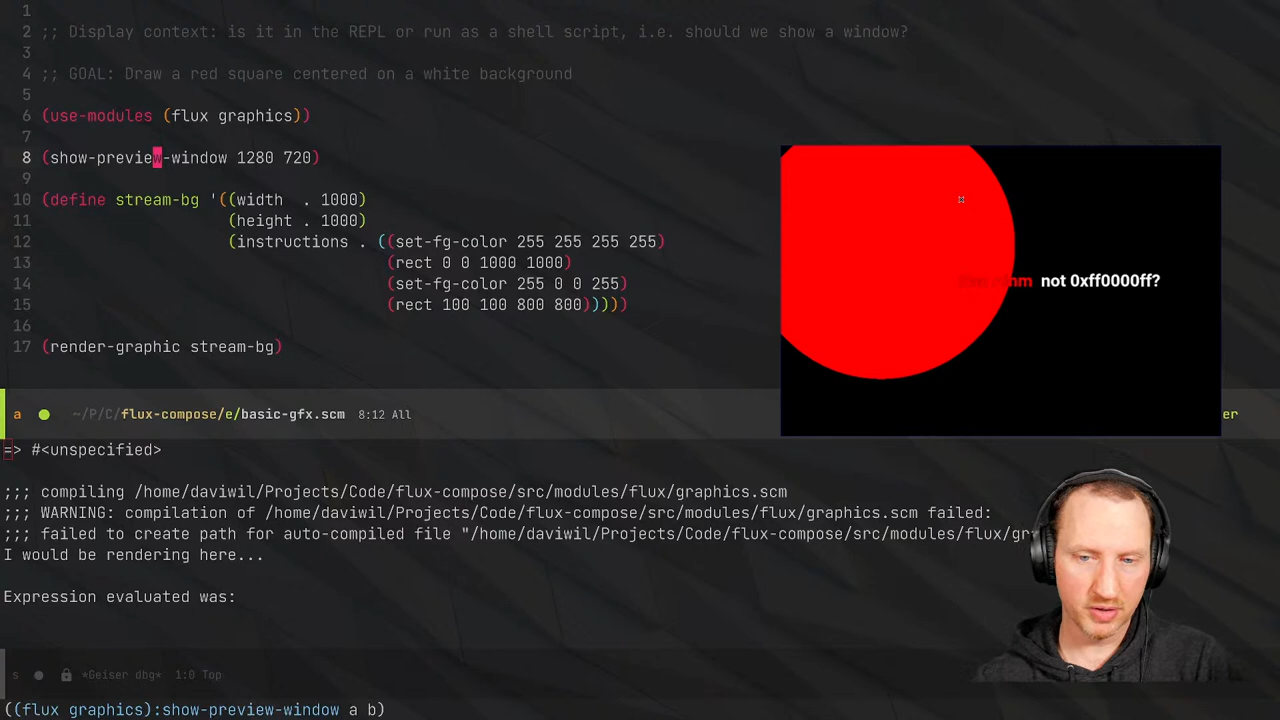 1
2 ;; Display context: is it in the REPL or run as a shell script, i.e. should we show a window?
3
4 ;; GOAL: Draw a red square centered on a white background
5
6 (use-modules (flux graphics))
7
8 (show-preview-window 1280 720)
9
10 (define stream-bg '((width . 1000)
11 (height . 1000)
12 (instructions . ((set-fg-color 255 255 255 255)
13 (rect 0 0 1000 1000)
14 (set-fg-color 255 0 0 255)
15 (rect 100 100 800 800)))))
16
17 (render-graphic stream-bg)
not 0xff0000ff?
a ~/P/C/flux-compose/e/basic-gfx.scm 8:12 All
=> #<unspecified>
;;; compiling /home/daviwil/Projects/Code/flux-compose/src/modules/flux/graphics.scm
;;; WARNING: compilation of /home/daviwil/Projects/Code/flux-compose/src/modules/flux/graphics.scm failed:
;;; failed to create path for auto-compiled file "/home/daviwil/Projects/Code/flux-compose/src/modules/flux/gr
I would be rendering here...
Expression evaluated was:
s *Geiser dbg* 1:0 Top
((flux graphics):show-preview-window a b)